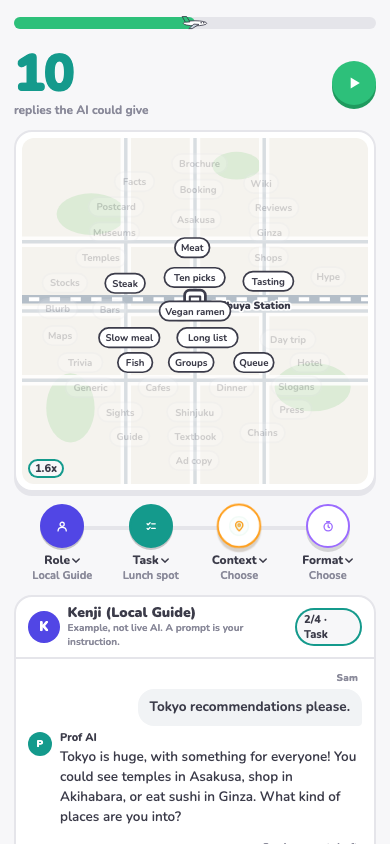 10
replies the AI could give
Brochure
Facts
Booking
Wiki
Postcard
Asakusa
Reviews
Museums
Ginza
Meat
Temples
Shops
Stocks
Steak
Ten picks
Tasting
Hype
Blurb
Bars
Vegan ramen
buya Station
Maps
Slow meal
Long list
Day trip
Trivia
Fish
Groups
Queue
Hotel
Generic
Cafes
Dinner
Slogans
Sights
Shinjuku
Press
Guide
Textbook
Chains
Ad copy
1.6x
Role Task Context Format
Local Guide Lunch spot Choose Choose
K
Kenji (Local Guide)
Example, not live AI. A prompt is your
instruction.
2/4 ·
Task
Sam
Tokyo recommendations please.
P
Prof AI
Tokyo is huge, with something for everyone! You
could see temples in Asakusa, shop in
Akihabara, or eat sushi in Ginza. What kind of
places are you into?